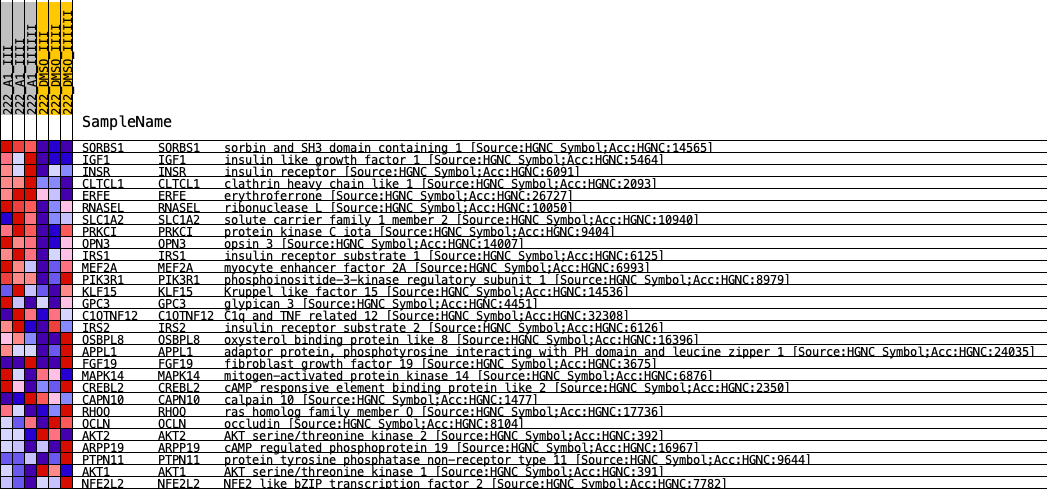 222_A1_III
222_A1_IIII
222_A1_IIIIII
222_DMSO_III
222_DMSO_IIII
222_DMSO_IIIIII
SampleName
SORBS1 SORBS1 sorbin and SH3 domain containing 1 [Source:HGNC Symbol;Acc:HGNC:14565]
IGF1 IGF1 insulin like growth factor 1 [Source:HGNC Symbol;Acc:HGNC:5464]
INSR INSR insulin receptor [Source:HGNC Symbol;Acc:HGNC:6091]
CLTCL1 CLTCL1 clathrin heavy chain like 1 [Source:HGNC Symbol;Acc:HGNC:2093]
ERFE ERFE erythroferrone [Source:HGNC Symbol;Acc:HGNC:26727]
RNASEL RNASEL ribonuclease L [Source:HGNC Symbol;Acc:HGNC:10050]
SLC1A2 SLC1A2 solute carrier family 1 member 2 [Source:HGNC Symbol;Acc:HGNC:10940]
PRKCI PRKCI protein kinase C iota [Source:HGNC Symbol;Acc:HGNC:9404]
OPN3 OPN3 opsin 3 [Source:HGNC Symbol;Acc:HGNC:14007]
IRS1 IRS1 insulin receptor substrate 1 [Source:HGNC Symbol;Acc:HGNC:6125]
MEF2A MEF2A myocyte enhancer factor 2A [Source:HGNC Symbol;Acc:HGNC:6993]
PIK3R1 PIK3R1 phosphoinositide-3-kinase regulatory subunit 1 [Source:HGNC Symbol;Acc:HGNC:8979]
KLF15 KLF15 Kruppel like factor 15 [Source:HGNC Symbol;Acc:HGNC:14536]
GPC3 GPC3 glypican 3 [Source:HGNC Symbol;Acc:HGNC:4451]
C1QTNF12 C1QTNF12 C1q and TNF related 12 [Source:HGNC Symbol;Acc:HGNC:32308]
IRS2 IRS2 insulin receptor substrate 2 [Source:HGNC Symbol;Acc:HGNC:6126]
OSBPL8 OSBPL8 oxysterol binding protein like 8 [Source:HGNC Symbol;Acc:HGNC:16396]
APPL1 APPL1 adaptor protein, phosphotyrosine interacting with PH domain and leucine zipper 1 [Source:HGNC Symbol;Acc:HGNC:24035]
FGF19 FGF19 fibroblast growth factor 19 [Source:HGNC Symbol;Acc:HGNC:3675]
MAPK14 MAPK14 mitogen-activated protein kinase 14 [Source:HGNC Symbol;Acc:HGNC:6876]
CREBL2 CREBL2 cAMP responsive element binding protein like 2 [Source:HGNC Symbol;Acc:HGNC:2350]
CAPN10 CAPN10 calpain 10 [Source:HGNC Symbol;Acc:HGNC:1477]
RHOQ RHOQ ras homolog family member Q [Source:HGNC Symbol;Acc:HGNC:17736]
OCLN OCLN occludin [Source:HGNC Symbol;Acc:HGNC:8104]
AKT2 AKT2 AKT serine/threonine kinase 2 [Source:HGNC Symbol;Acc:HGNC:392]
ARPP19 ARPP19 cAMP regulated phosphoprotein 19 [Source:HGNC Symbol;Acc:HGNC:16967]
PTPN11 PTPN11 protein tyrosine phosphatase non-receptor type 11 [Source:HGNC Symbol;Acc:HGNC:9644]
AKT1 AKT1 AKT serine/threonine kinase 1 [Source:HGNC Symbol;Acc:HGNC:391]
NFE2L2 NFE2L2 NFE2 like bZIP transcription factor 2 [Source:HGNC Symbol;Acc:HGNC:7782]